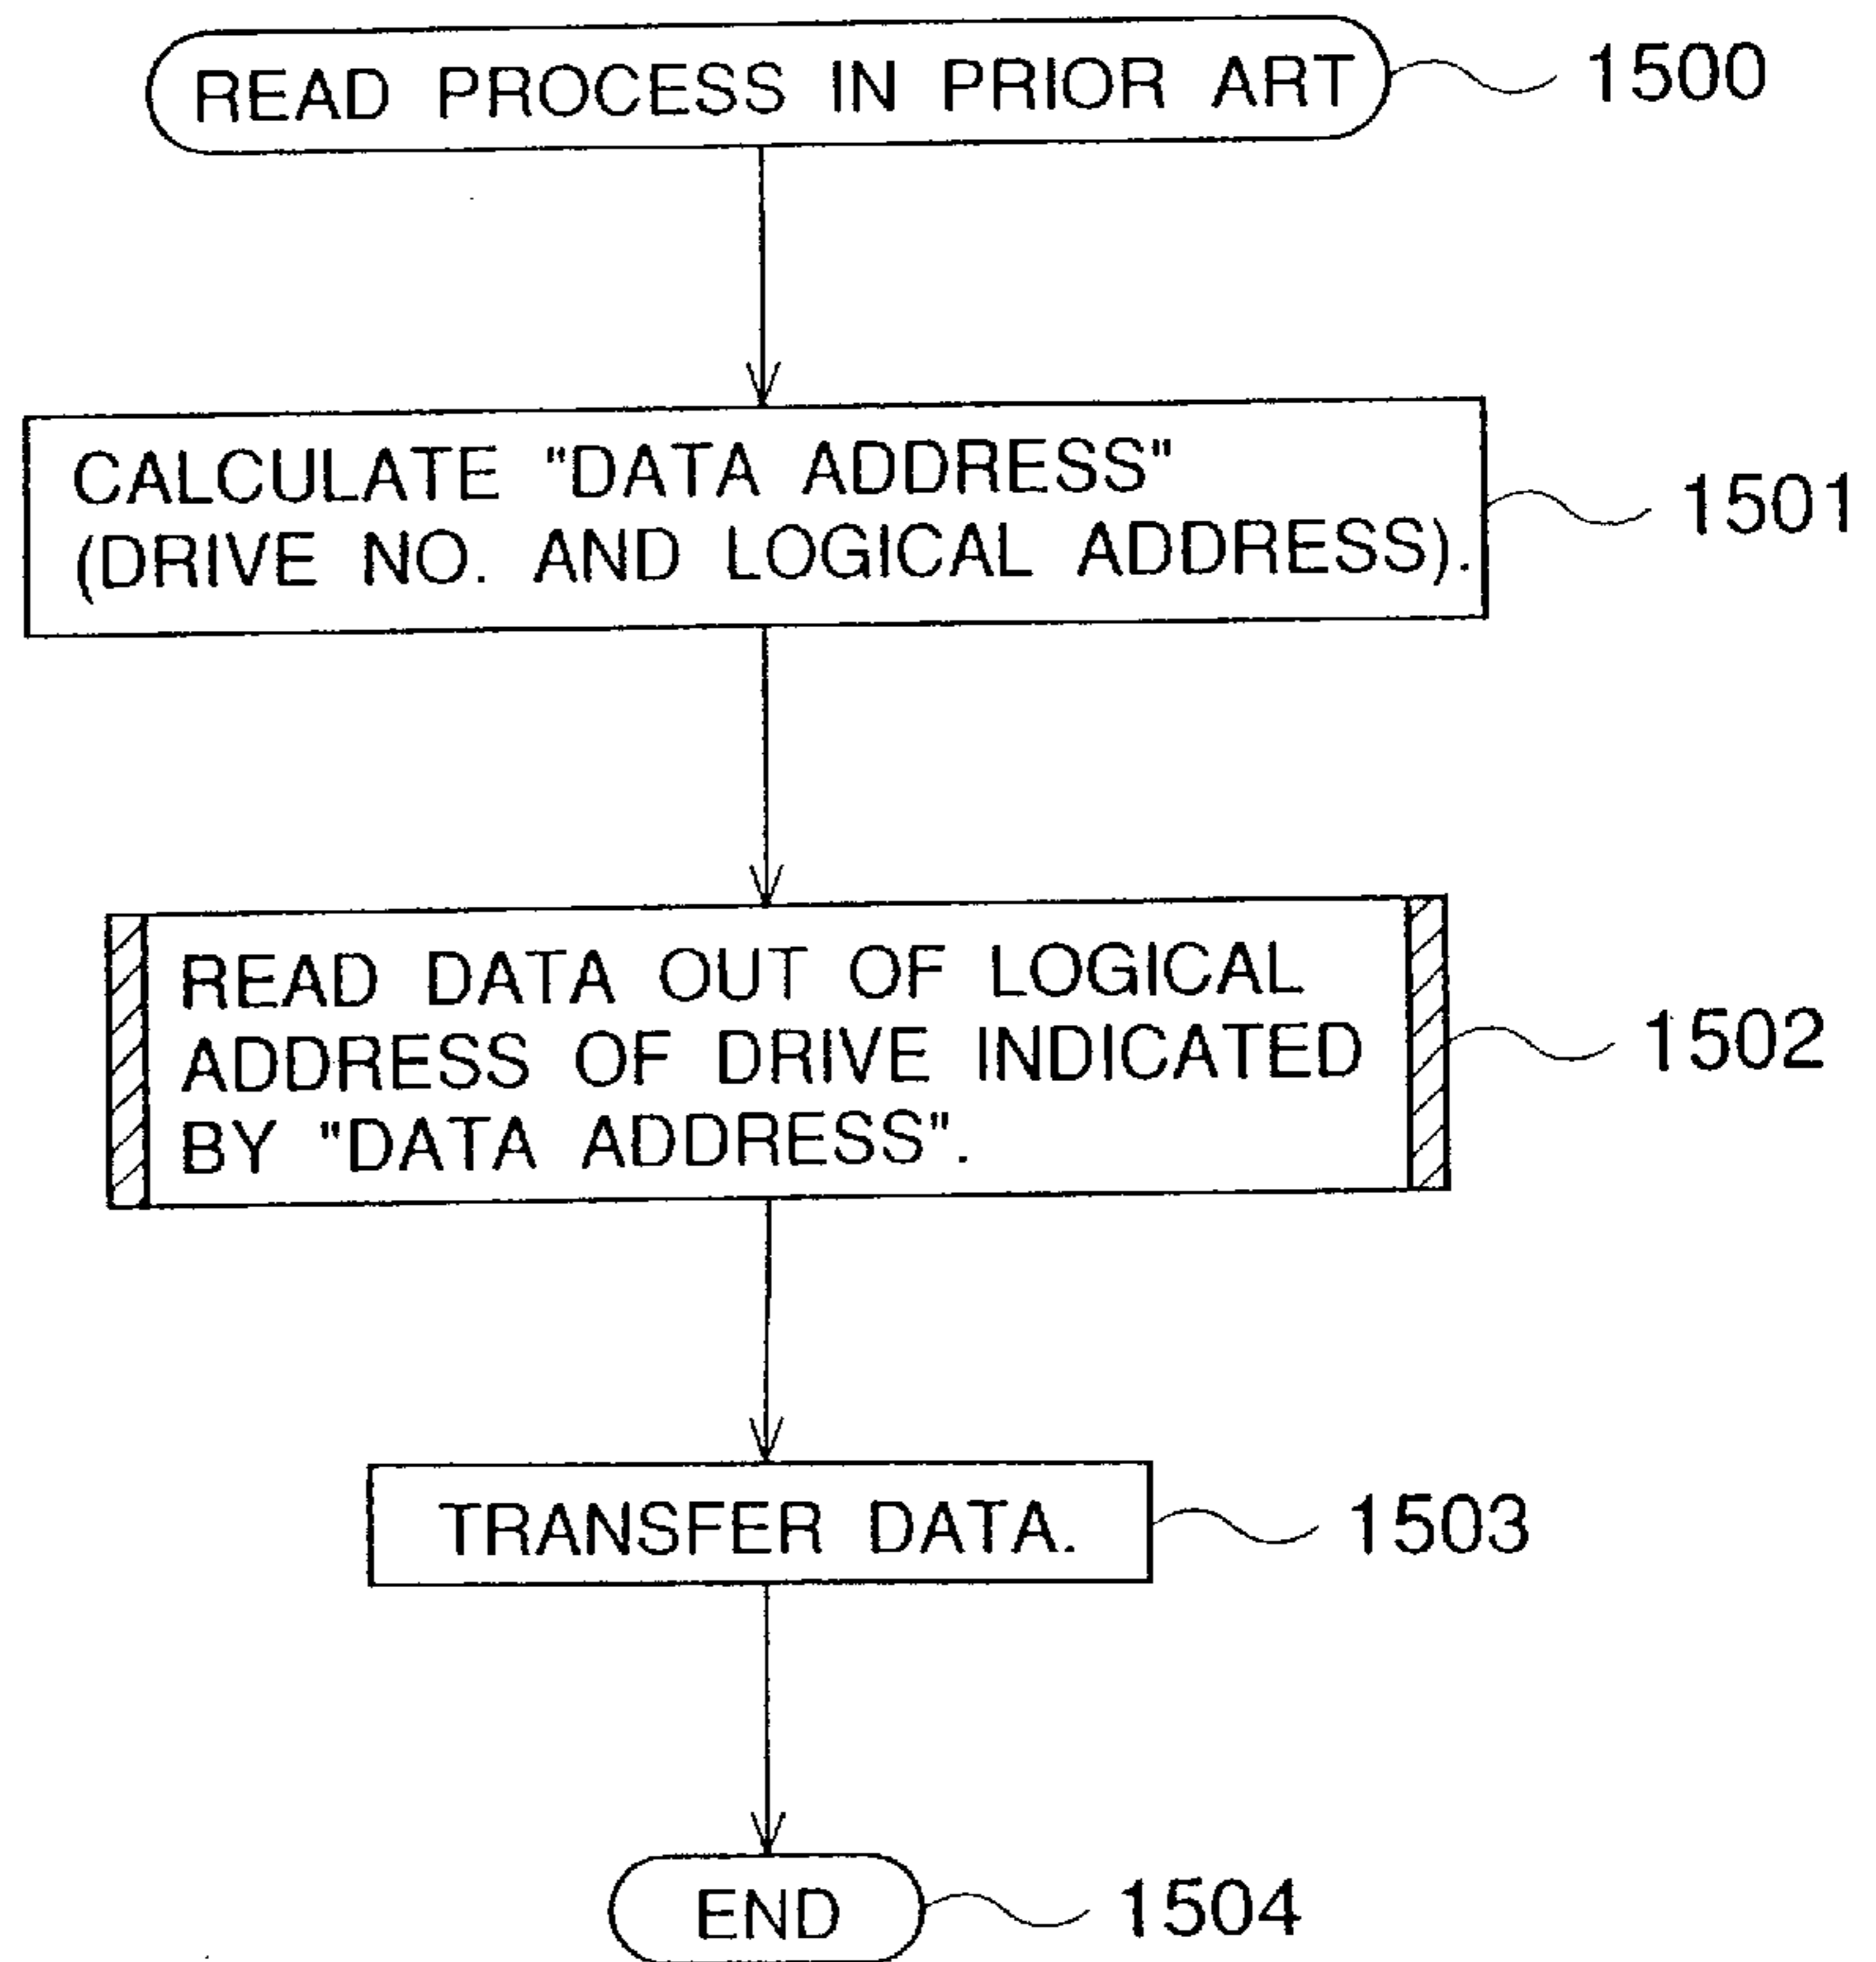 READ PROCESS IN PRIOR ART
1500
CALCULATE "DATA ADDRESS"
(DRIVE NO. AND LOGICAL ADDRESS).
1501
READ DATA OUT OF LOGICAL
ADDRESS OF DRIVE INDICATED
BY "DATA ADDRESS".
1502
TRANSFER DATA.
1503
END
1504